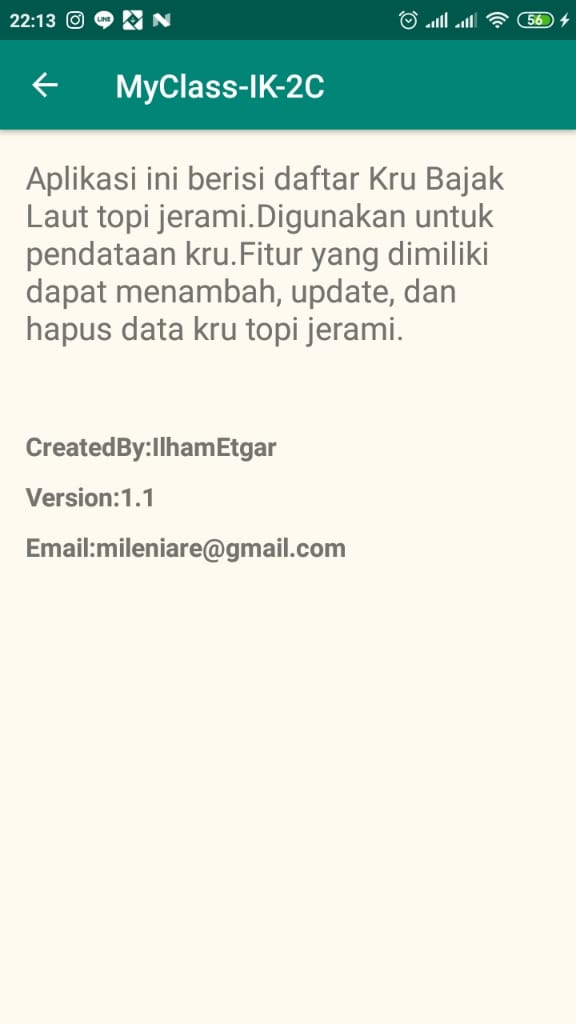 22:13
LINE
56
MyClass-IK-2C
Aplikasi ini berisi daftar Kru Bajak
Laut topi jerami.Digunakan untuk
pendataan kru.Fitur yang dimiliki
dapat menambah, update, dan
hapus data kru topi jerami.
CreatedBy:IlhamEtgar
Version:1.1
Email:mileniare@gmail.com